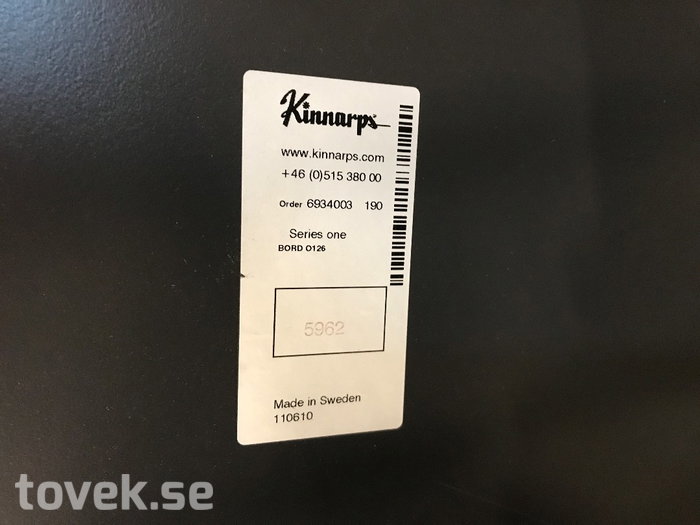 Kinnarps
www.kinnarps.com
+46 (0)515 380 00
Order 6934003 190
Series one
BORD O126
5962
Made in Sweden
110610
tovek.se